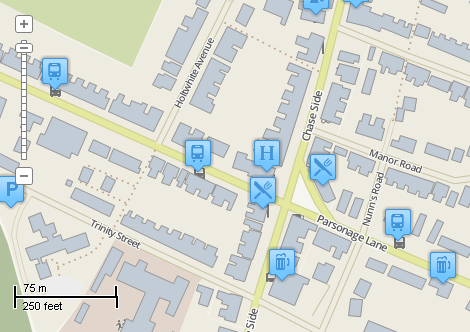 Holtwhite Avenue
Chase Side
H
Manor Road
P
Nunn's Road
Parsonage Lane
Trinity Street
75 m
250 feet
Side